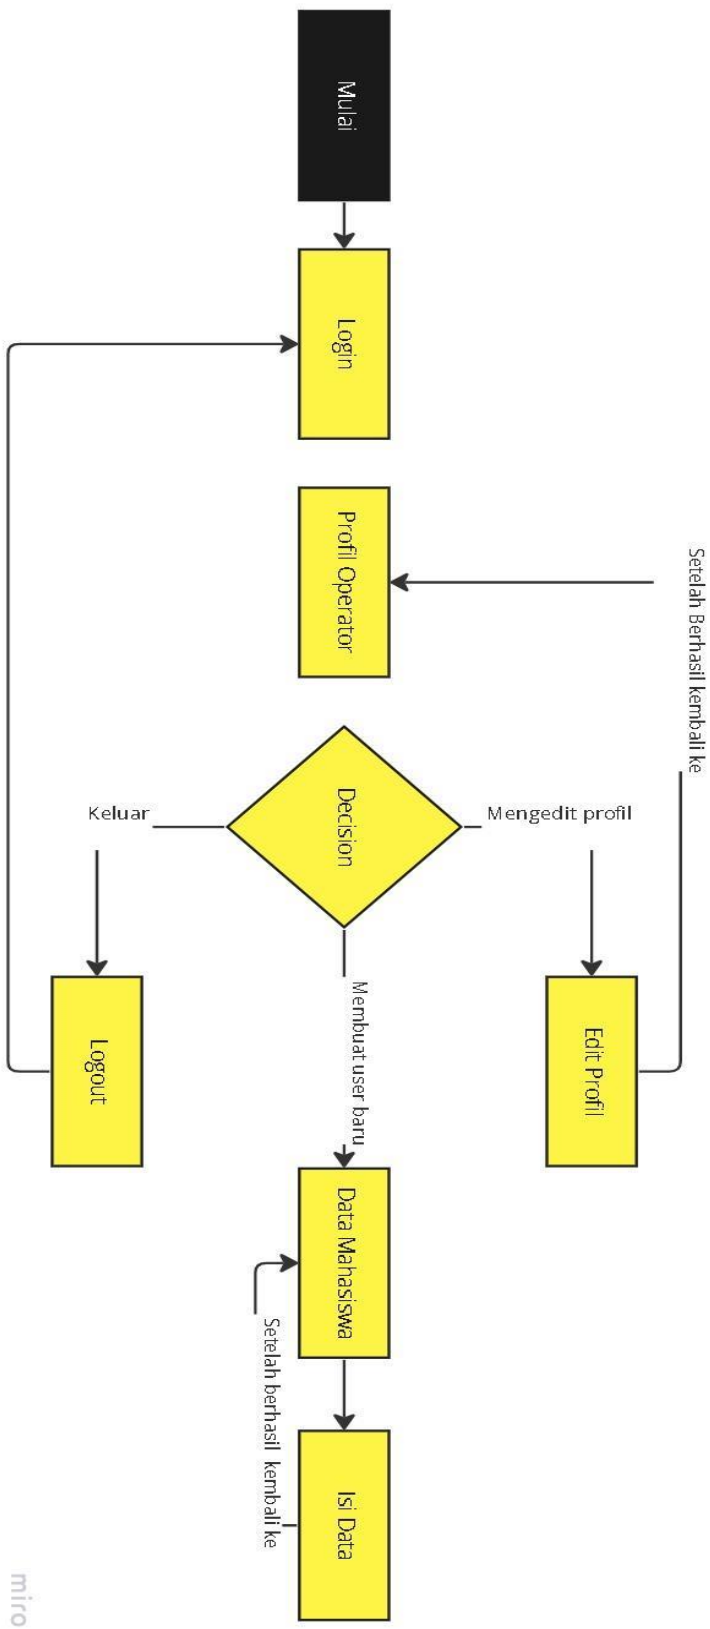 Mulai
Login
Profil Operator
Setelah Berhasil kembali ke
Decision
Keluar
Mengedit profil
Membuat user baru
Logout
Edit Profil
Data Mahasiswa
Setelah berhasil kembali ke
Isi Data
miro